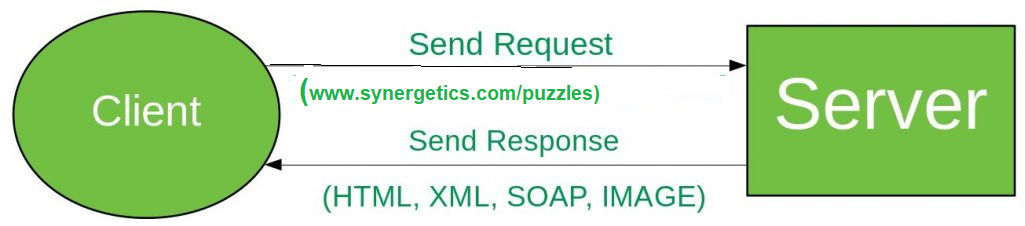 Send Request
(www.synergetics.com/puzzles)
Client
Server
Send Response
(HTML, XML, SOAP, IMAGE)